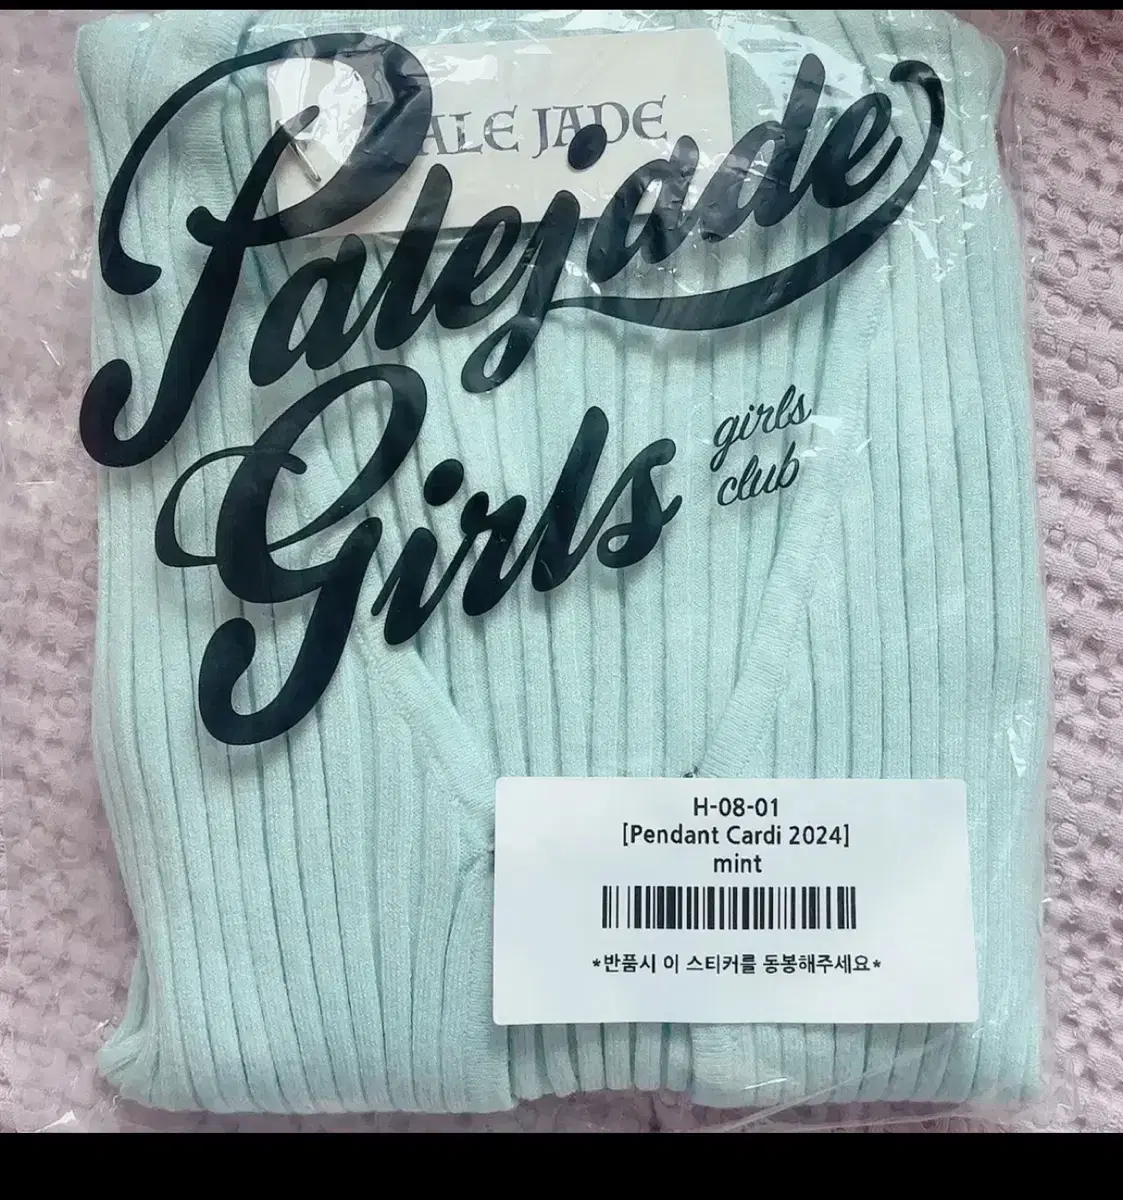 PALE JADE
Palejade
Girls
girls
club
H-08-01
[Pendant Cardi 2024]
mint
*반품시 이 스티커를 동봉해주세요*